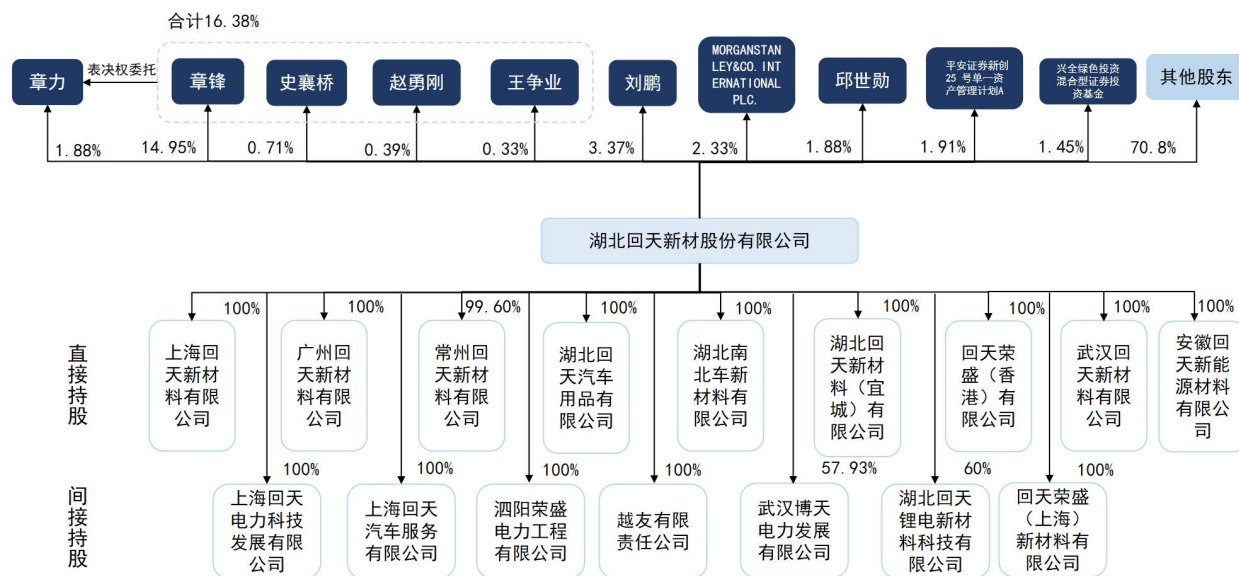 合计16.38%
章力
表决权委托
章锋
史襄桥
赵勇刚
王争业
刘鹏
MORGANSTAN
LEY&CO. INT
ERNATIONAL
PLC.
邱世勋
平安证券新创
25 号单一资
产管理计划A
兴全绿色投资
混合型证券投
资基金
其他股东
1.88%
14.95%
0.71%
0.39%
0.33%
3.37%
2.33%
1.88%
1.91%
1.45%
70.8%
湖北回天新材股份有限公司
100%
100%
99.60%
100%
100%
100%
100%
100%
100%
直接持股
上海回
天新材
料有限
公司
广州回
天新材
料有限
公司
常州回
天新材
料有限
公司
湖北回
天汽车
用品有
限公司
湖北南
北车新
材料有
限公司
湖北回
天新材
料（宜
城）有
限公司
回天荣
盛（香
港）有
限公司
武汉回
天新材
料有限
公司
安徽回
天新能
源材料
有限公
司
100%
100%
100%
100%
57.93%
60%
100%
间接持股
上海回天
电力科技
发展有限
公司
上海回天
汽车服务
有限公司
泗阳荣盛
电力工程
有限公司
越友有限
责任公司
武汉博天
电力发展
有限公司
湖北回天
锂电新材
料科技有
限公司
回天荣盛
（上海）
新材料有
限公司